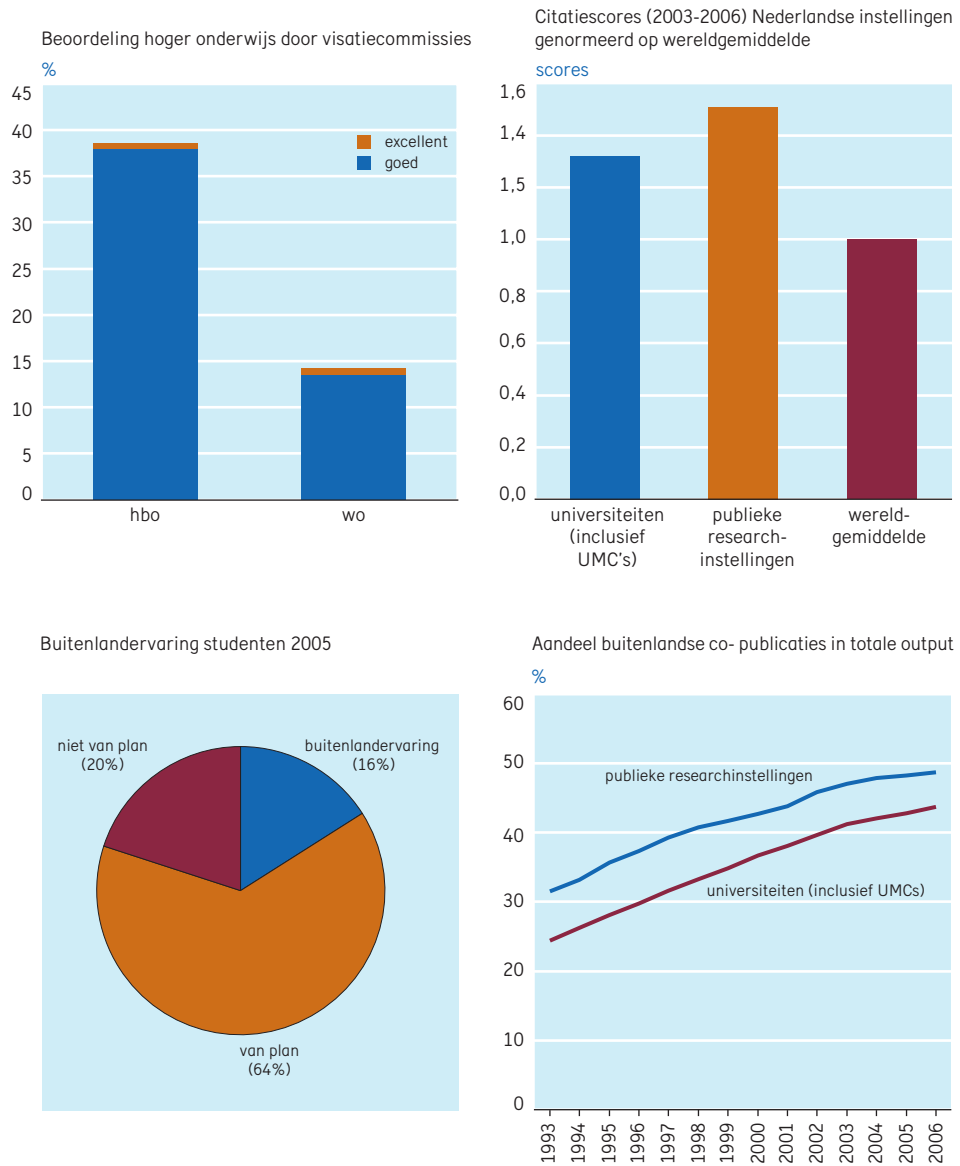 Beoordeling hoger onderwijs door visatiecommissies
%
45
40
35
30
25
20
15
10
5
0
excellent
goed
hbo
wo
Citatiescores (2003-2006) Nederlandse instellingen
genormeerd op wereldgemiddelde
scores
1,6
1,4
1,5
1,0
0,8
0,6
0,4
0,2
0,0
universiteiten
(inclusief
UMC's)
publieke
research-
instellingen
wereld-
gemiddelde
Buitenlandervaring studenten 2005
niet van plan
(20%)
buitenlandervaring
(16%)
van plan
(64%)
Aandeel buitenlandse co- publicaties in totale output
%
60
50
40
30
20
10
0
publieke researchinstellingen
universiteiten (inclusief UMCs)
1993
1994
1995
1996
1997
1998
1999
2000
2001
2002
2003
2004
2005
2006